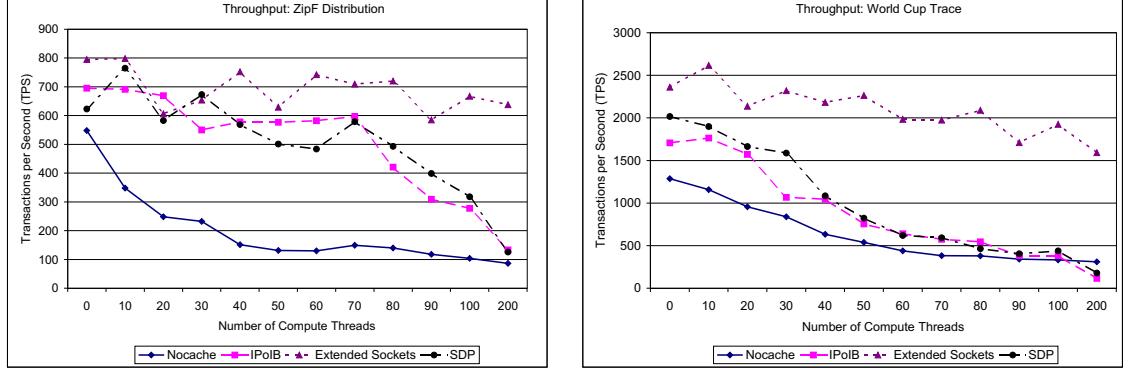 Throughput: ZipF Distribution
Transactions per Second (TPS)
900
800
700
600
500
400
300
200
100
0
0 10 20 30 40 50 60 70 80 90 100 200
Number of Compute Threads
Nocache IPoIB Extended Sockets SDP
Throughput: World Cup Trace
Transactions per Second (TPS)
3000
2500
2000
1500
1000
500
0
0 10 20 30 40 50 60 70 80 90 100 200
Number of Compute Threads
Nocache IPoIB Extended Sockets SDP